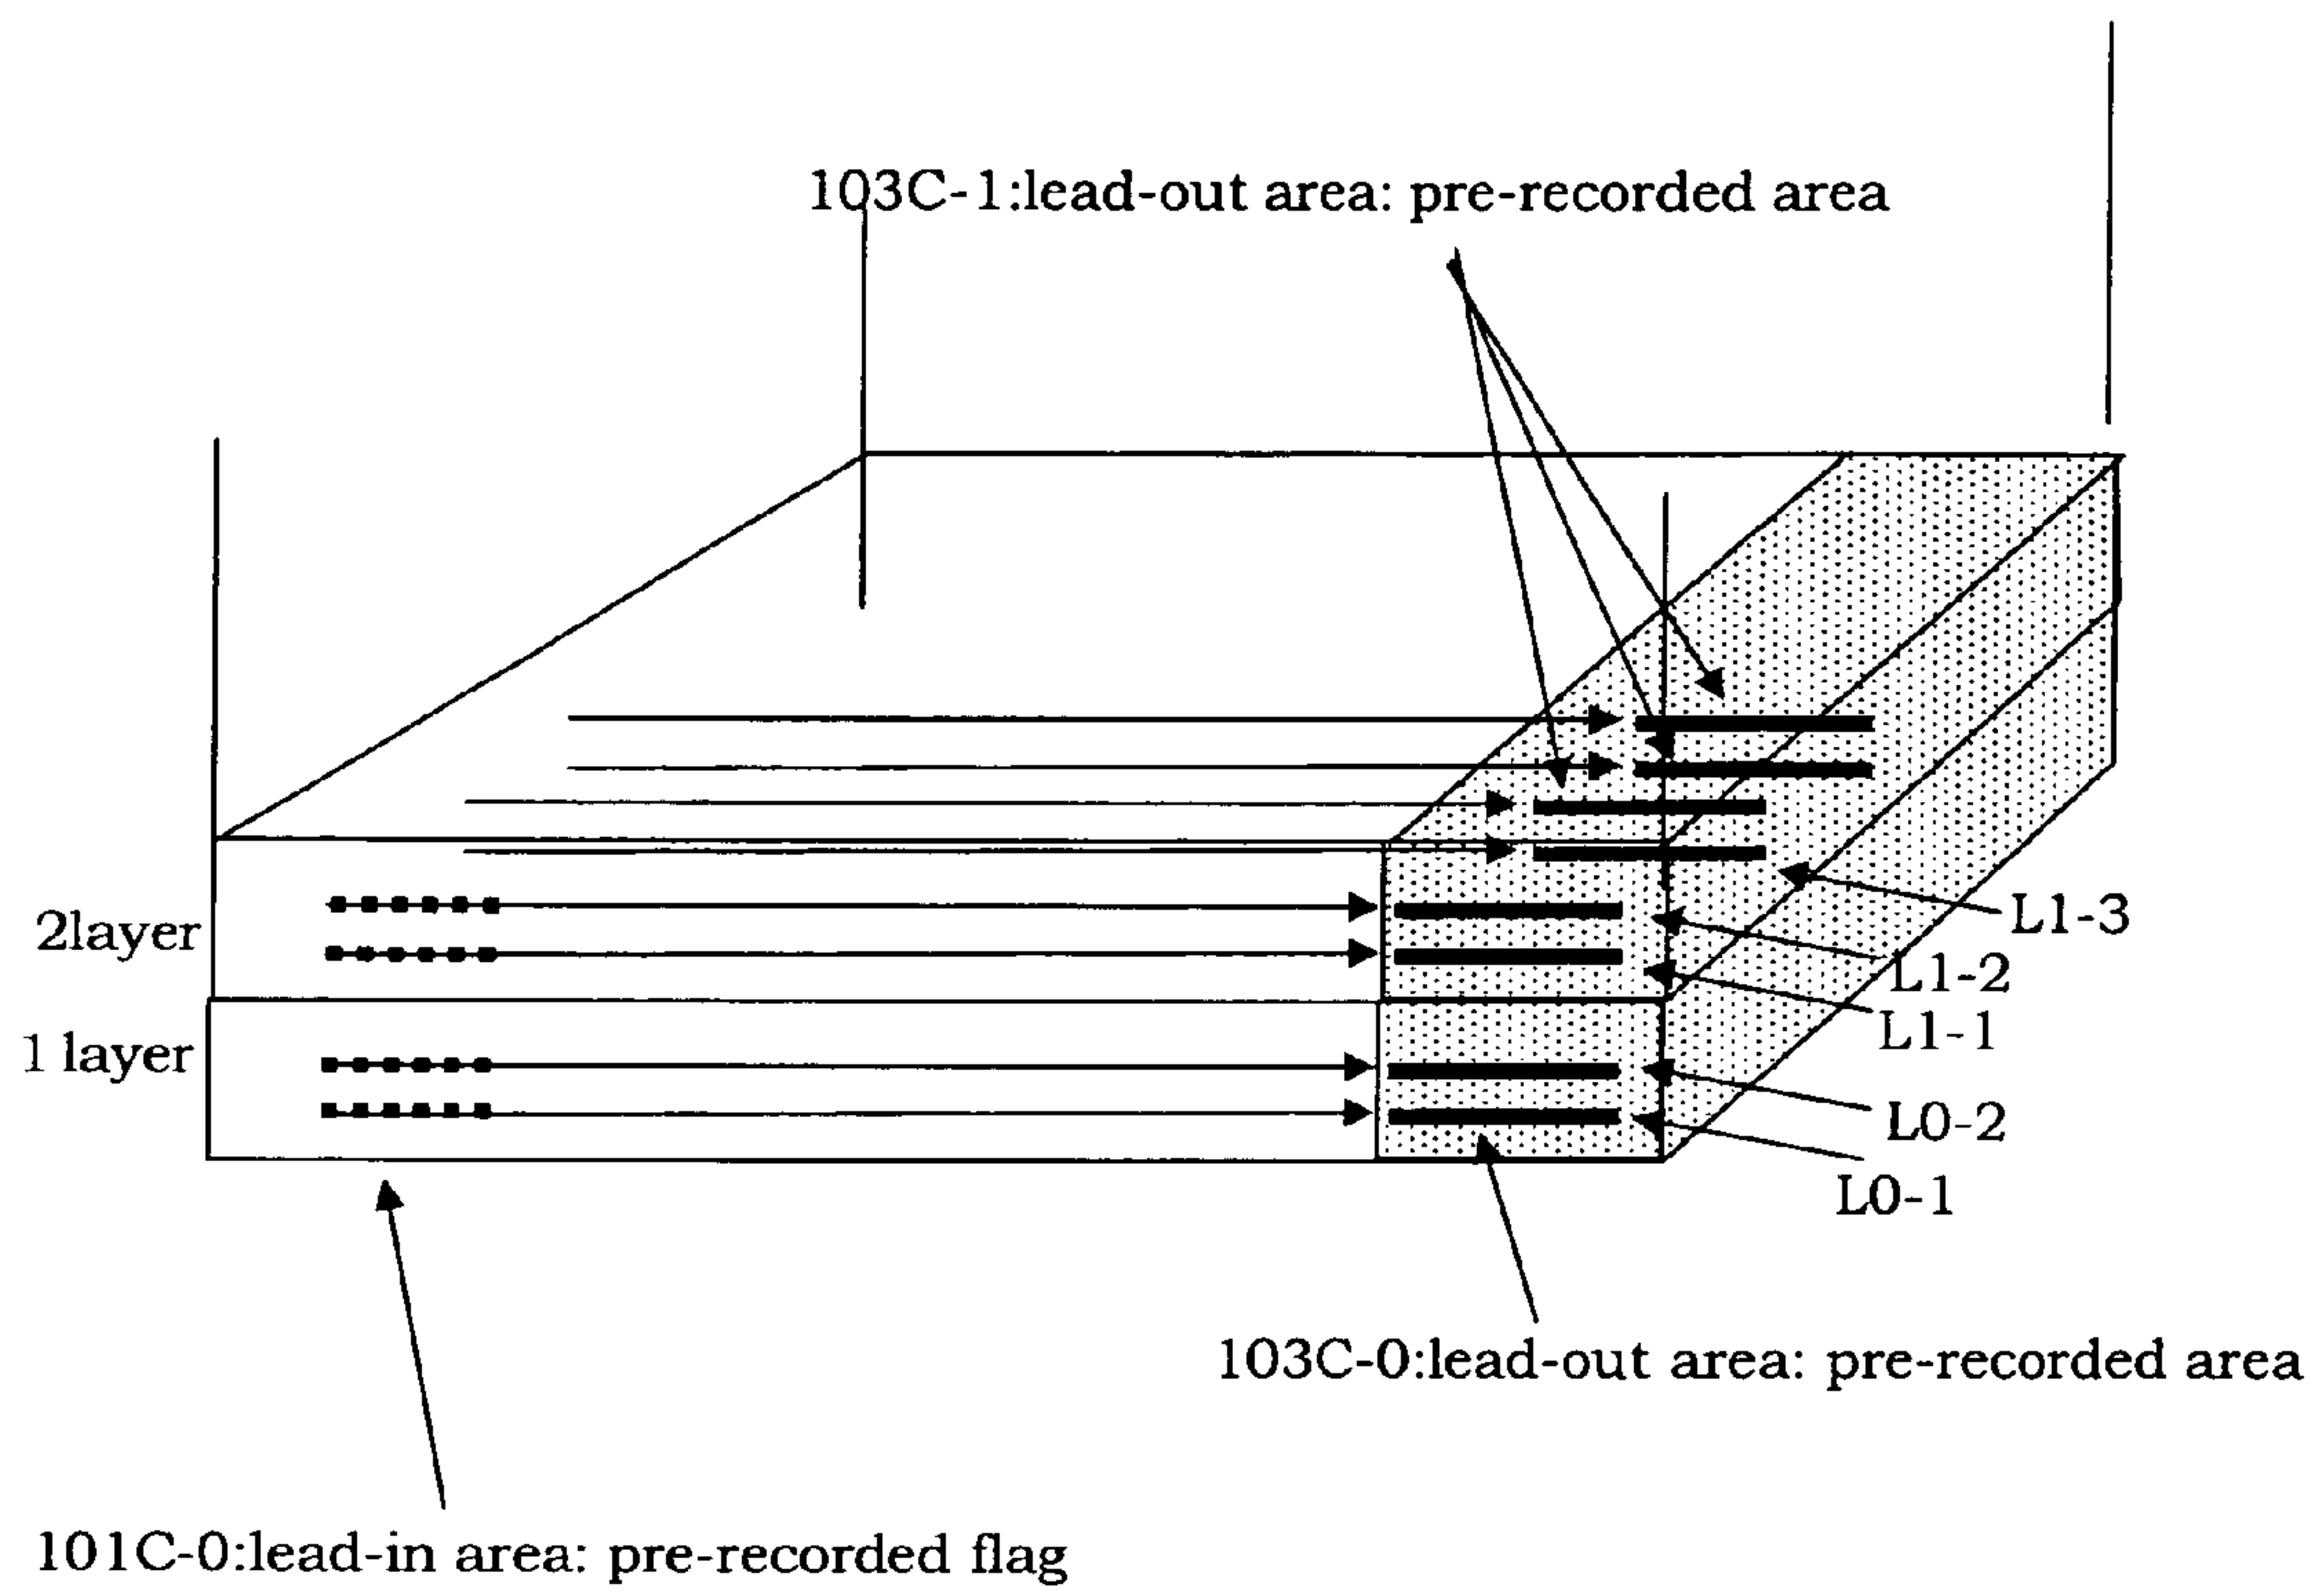 103C-1:lead-out area: pre-recorded area
2layer
L1-3
L1-2
1 layer
L1-1
L0-2
L0-1
103C-0:lead-out area: pre-recorded area
101C-0:lead-in area: pre-recorded flag